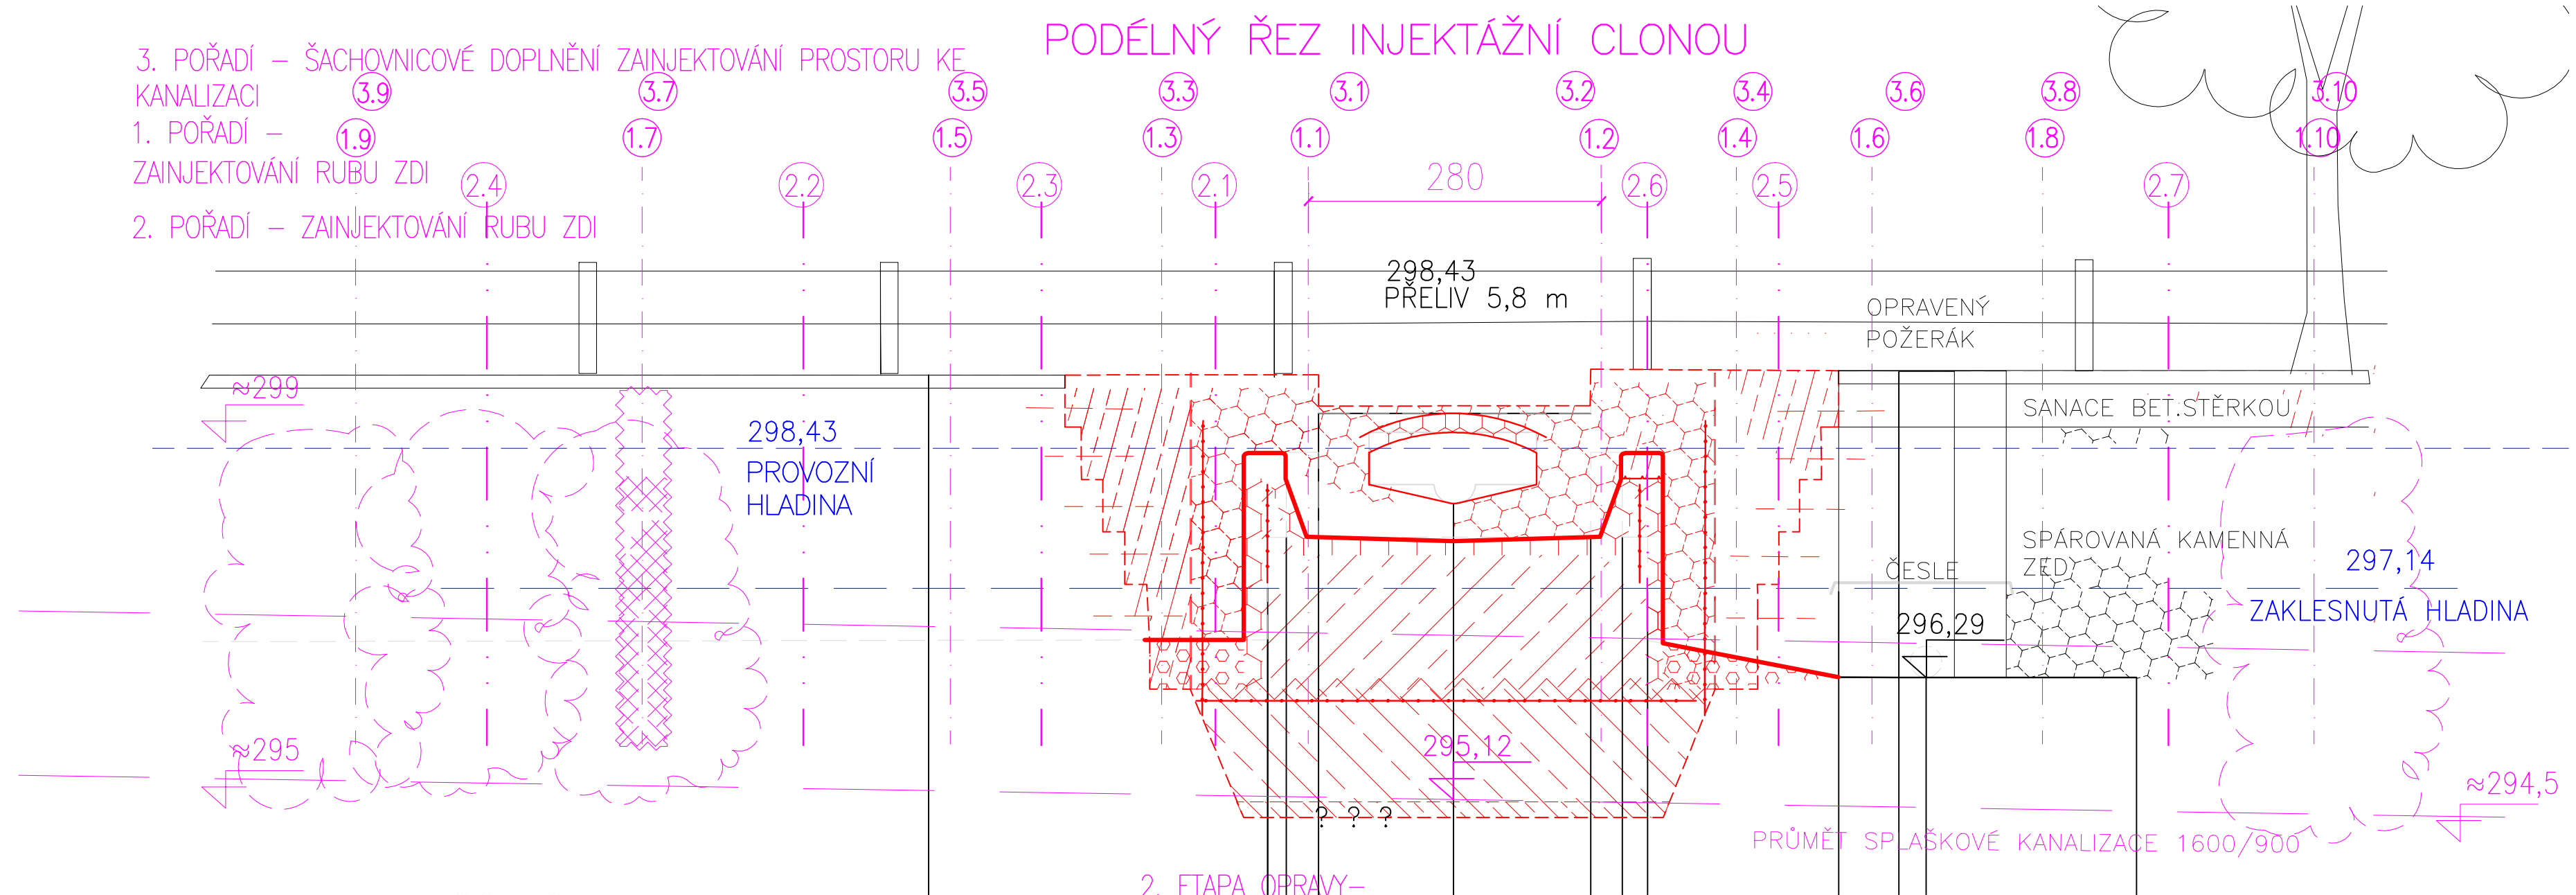 PODÉLNÝ ŘEZ INJEKTÁŽNÍ CLONOU
3. POŘADÍ – ŠACHOVNICOVÉ DOPLNĚNÍ ZAINJEKTOVÁNÍ PROSTORU KE
KANALIZACI
3.9 3.7 3.5 3.3 3.1 3.2 3.4 3.6 3.8 3.10
1. POŘADÍ –
1.9 1.7 1.5 1.3 1.1 1.2 1.4 1.6 1.8 1.10
ZAINJEKTOVÁNÍ RUBU ZDI
2.4 2.2 2.3 2.1 280 2.6 2.5 2.7
2. POŘADÍ – ZAINJEKTOVÁNÍ RUBU ZDI
298,43
PŘELIV 5,8 m
OPRAVENÝ
POŽERÁK
≈299
SANACE BET.STĚRKOU
298,43
PROVOZNÍ
HLADINA
SPÁROVANÁ KAMENNÁ
ZEĎ
ČESLE
297,14
ZAKLESNUTÁ HLADINA
296,29
≈295
295,12
≈294,5
? ? ?
PRŮMĚT SPLAŠKOVÉ KANALIZACE 1600/900
2. ETAPA OPRAVY–